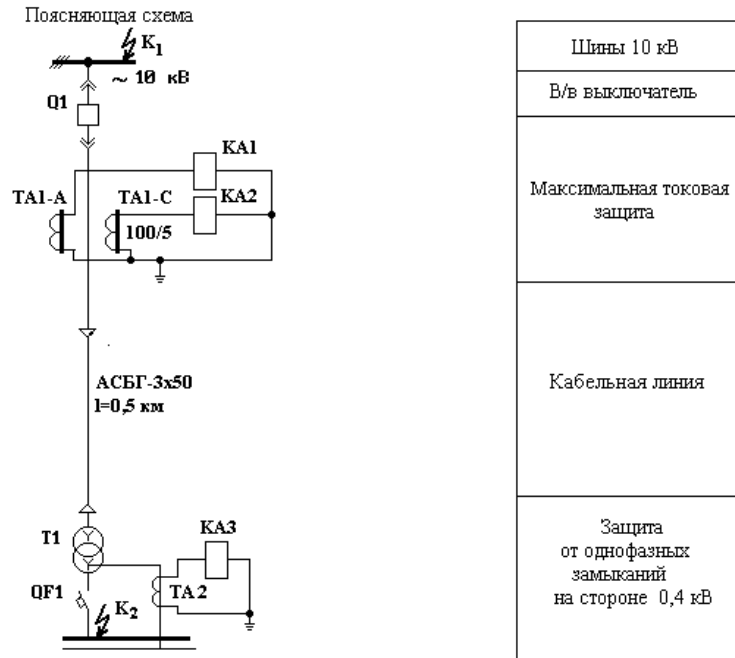 Поясняющая схема
K1
~ 10 кВ
Q1
KA1
TA1-A
TA1-C
KA2
100/5
АСБГ-3х50
l=0,5 км
T1
KA3
QF1
TA2
K2
Шины 10 кВ
В/в выключатель
Максимальная токовая
защита
Кабельная линия
Защита
от однофазных
замыканий
на стороне 0,4 кВ